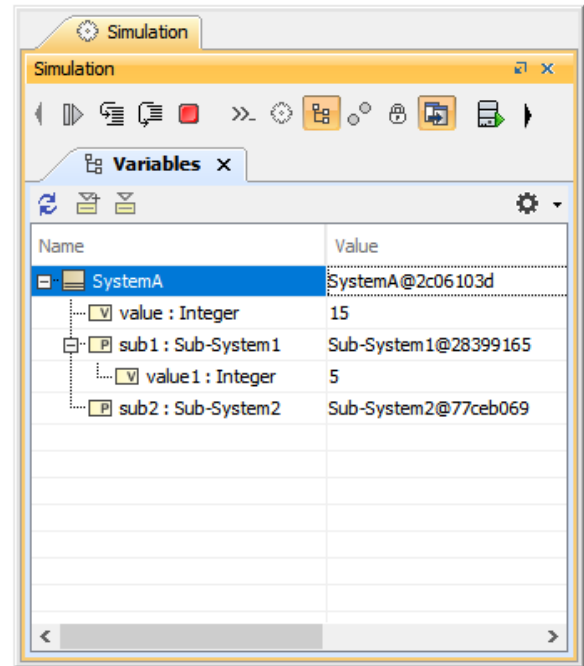 Simulation
Simulation
Variables X
Name Value
SystemA SystemA@2c06103d
V value : Integer 15
P sub1 : Sub-System1 Sub-System1@28399165
V value1 : Integer 5
P sub2 : Sub-System2 Sub-System2@77ceb069